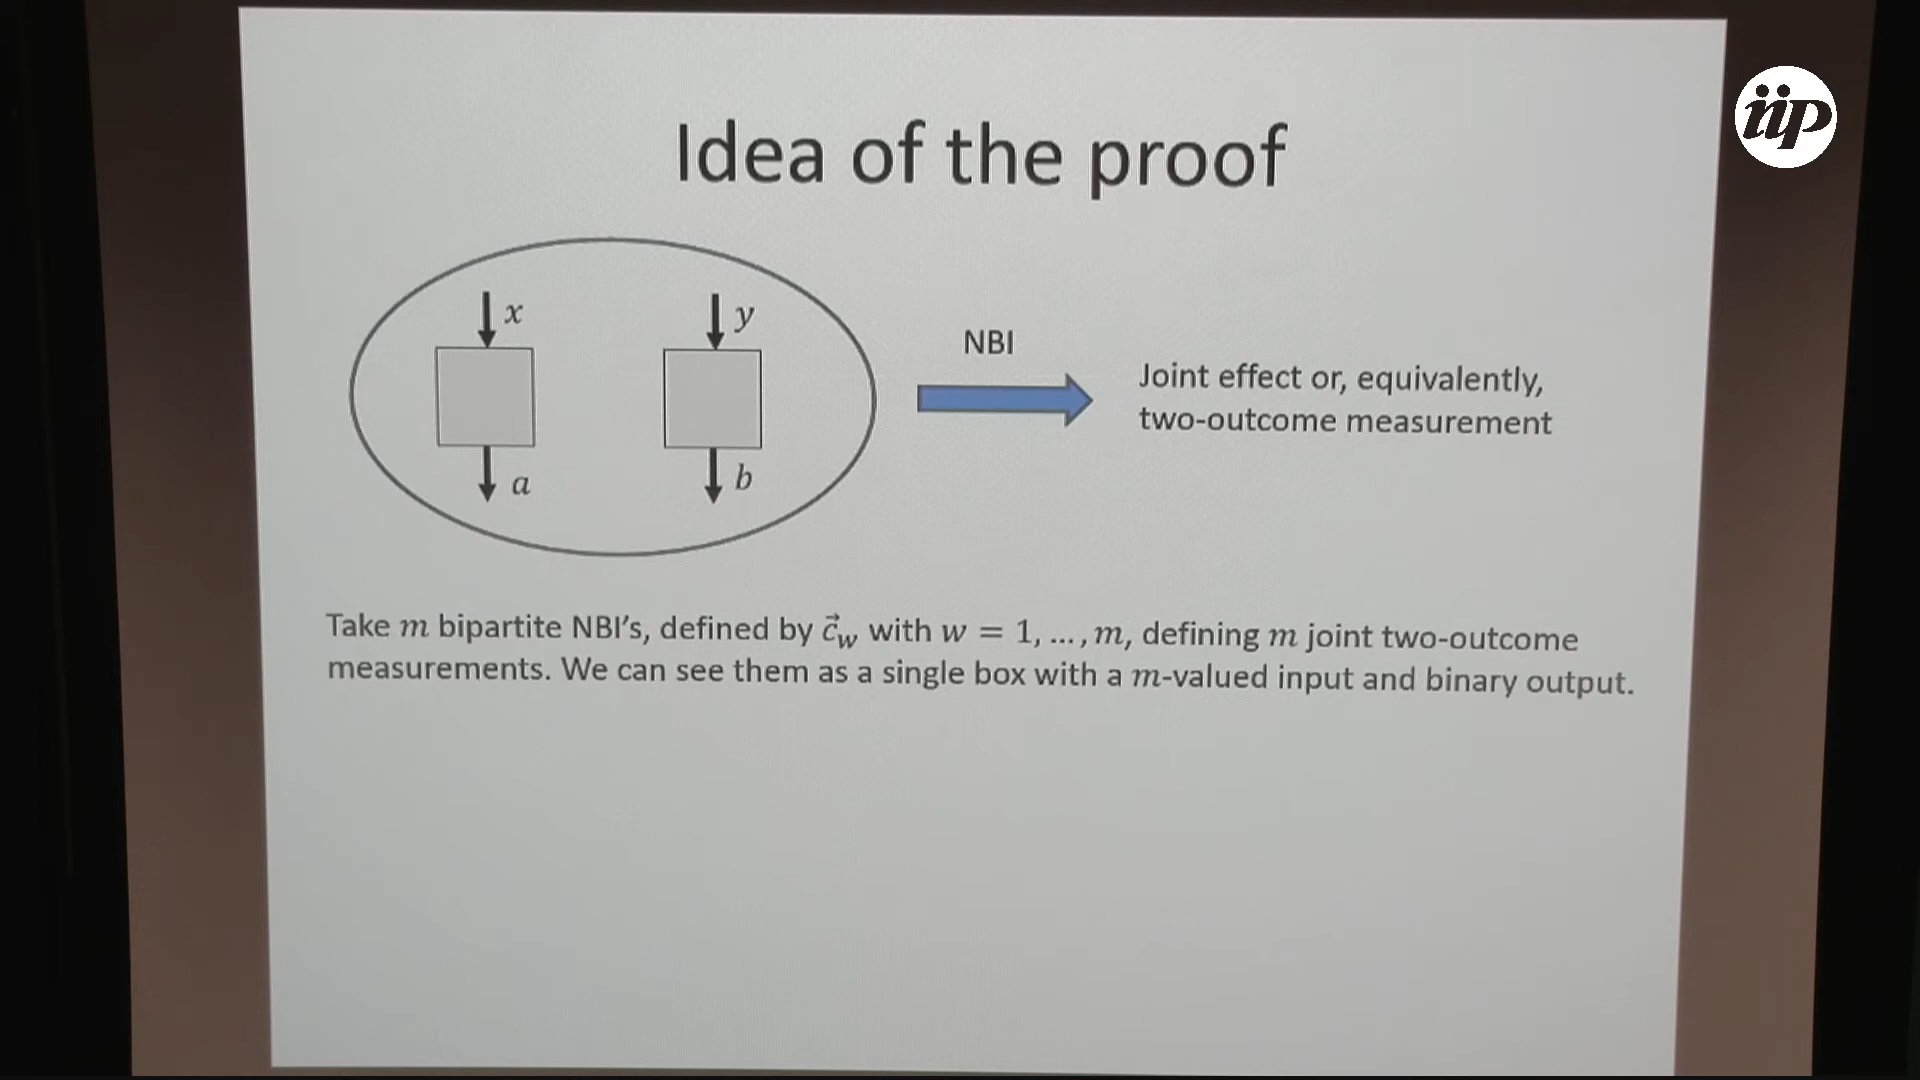 iip
Idea of the proof
x
y
NBI
Joint effect or, equivalently,
two-outcome measurement
a
b
Take m bipartite NBI's, defined by $\vec{c}_w$ with w = 1, …, m, defining m joint two-outcome
measurements. We can see them as a single box with a m-valued input and binary output.